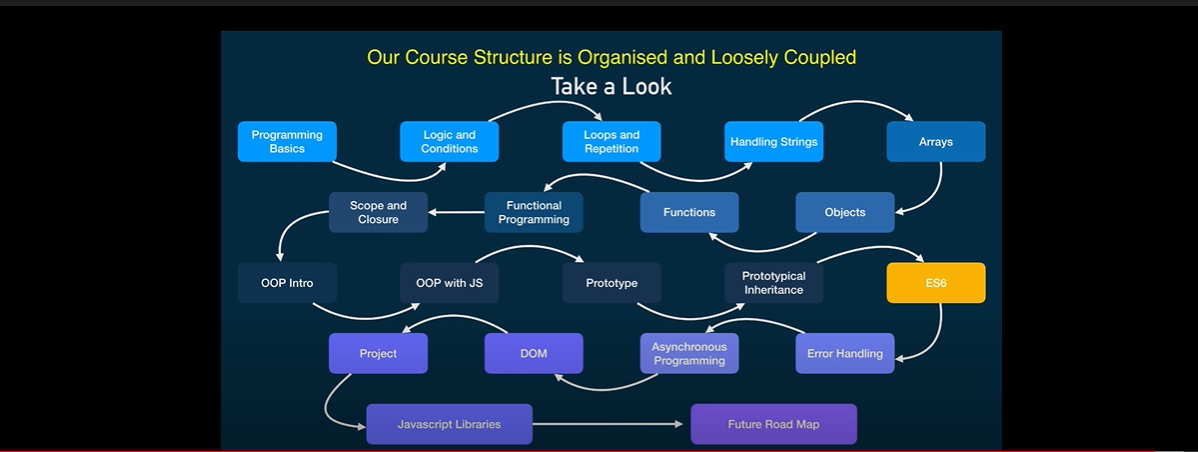 Our Course Structure is Organised and Loosely Coupled
Take a Look
Programming
Basics
Logic and
Conditions
Loops and
Repetition
Handling Strings
Arrays
Scope and
Closure
Functional
Programming
Functions
Objects
OOP Intro
OOP with JS
Prototype
Prototypical
Inheritance
ES6
Project
DOM
Asynchronous
Programming
Error Handling
Javascript Libraries
Future Road Map